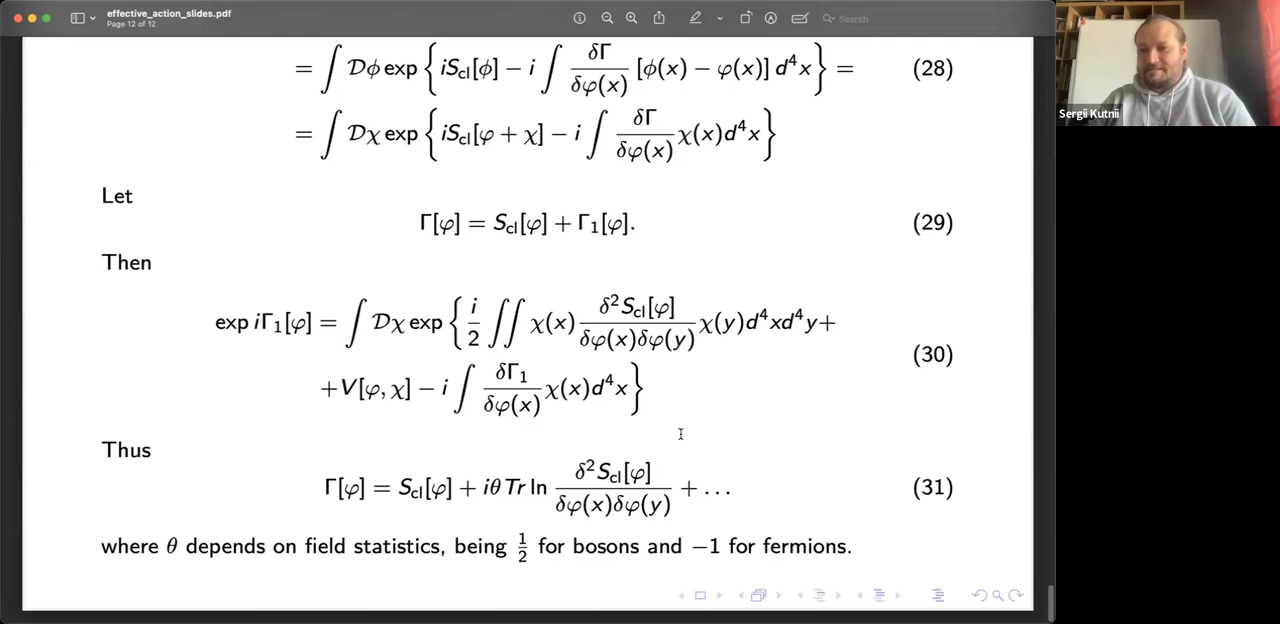 effective_action_slides.pdf
Page 12 of 12
Search
= ∫ 𝒟ϕ exp { iS_cl[ϕ] − i ∫ δΓ/δφ(x) [ϕ(x) − φ(x)] d⁴x } = (28)
= ∫ 𝒟χ exp { iS_cl[φ + χ] − i ∫ δΓ/δφ(x) χ(x)d⁴x }
Let
Γ[φ] = S_cl[φ] + Γ₁[φ]. (29)
Then
exp iΓ₁[φ] = ∫ 𝒟χ exp { i/2 ∫∫ χ(x) δ²S_cl[φ]/δφ(x)δφ(y) χ(y)d⁴xd⁴y+
+V[φ, χ] − i ∫ δΓ₁/δφ(x) χ(x)d⁴x } (30)
Thus
Γ[φ] = S_cl[φ] + iθ Tr ln δ²S_cl[φ]/δφ(x)δφ(y) + … (31)
where θ depends on field statistics, being 1/2 for bosons and −1 for fermions.
Sergii Kutnii